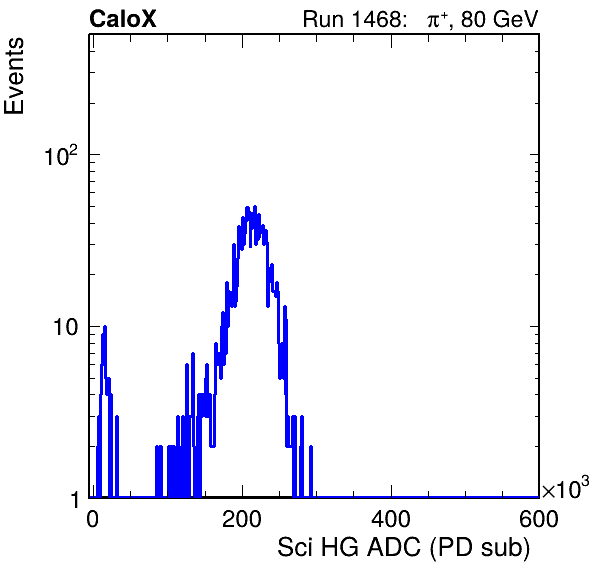 CaloX Run 1468: π⁺, 80 GeV
Events
10²
10
1
0 200 400 600 ×10³
Sci HG ADC (PD sub)